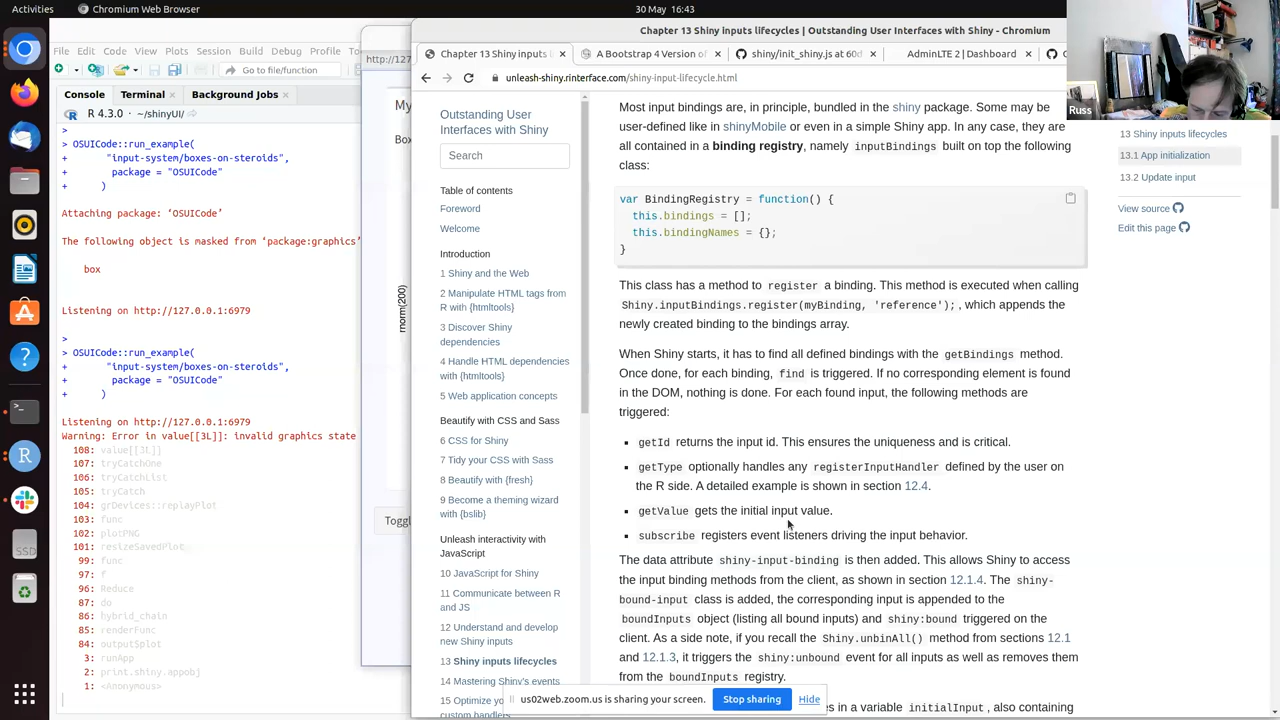 Activities
Chromium Web Browser
30 May 16:43
File Edit Code View Plots Session Build Debug Profile
Go to file/function
Console Terminal Background Jobs
R 4.3.0 · ~/shinyUI/
>
> OSUICode::run_example(
+ "input-system/boxes-on-steroids",
+ package = "OSUICode"
+ )
Attaching package: ‘OSUICode’
The following object is masked from ‘package:graphics’
box
Listening on http://127.0.0.1:6979
>
> OSUICode::run_example(
+ "input-system/boxes-on-steroids",
+ package = "OSUICode"
+ )
Listening on http://127.0.0.1:6979
Warning: Error in value[[3L]]: invalid graphics state
108: value[[3L]]
107: tryCatchOne
106: tryCatchList
105: tryCatch
104: grDevices::replayPlot
103: func
102: plotPNG
101: resizeSavedPlot
99: func
97: f
96: Reduce
87: do
86: hybrid_chain
85: renderFunc
84: output$plot
3: runApp
2: print.shiny.appobj
1: <Anonymous>
SSD
http://127
My
Box
rnorm(200)
Toggl
Chapter 13 Shiny inputs lifecycles | Outstanding User Interfaces with Shiny - Chromium
Chapter 13 Shiny inputs l
A Bootstrap 4 Version of
shiny/init_shiny.js at 60d
AdminLTE 2 | Dashboard
unleash-shiny.rinterface.com/shiny-input-lifecycle.html
Outstanding User
Interfaces with Shiny
Search
Table of contents
Foreword
Welcome
Introduction
1 Shiny and the Web
2 Manipulate HTML tags from
R with {htmltools}
3 Discover Shiny
dependencies
4 Handle HTML dependencies
with {htmltools}
5 Web application concepts
Beautify with CSS and Sass
6 CSS for Shiny
7 Tidy your CSS with Sass
8 Beautify with {fresh}
9 Become a theming wizard
with {bslib}
Unleash interactivity with
JavaScript
10 JavaScript for Shiny
11 Communicate between R
and JS
12 Understand and develop
new Shiny inputs
13 Shiny inputs lifecycles
14 Mastering Shiny's events
15 Optimize yo
custom handlers
Most input bindings are, in principle, bundled in the shiny package. Some may be
user-defined like in shinyMobile or even in a simple Shiny app. In any case, they are
all contained in a binding registry, namely inputBindings built on top the following
class:
var BindingRegistry = function() {
this.bindings = [];
this.bindingNames = {};
}
This class has a method to register a binding. This method is executed when calling
Shiny.inputBindings.register(myBinding, 'reference');, which appends the
newly created binding to the bindings array.
When Shiny starts, it has to find all defined bindings with the getBindings method.
Once done, for each binding, find is triggered. If no corresponding element is found
in the DOM, nothing is done. For each found input, the following methods are
triggered:
getId returns the input id. This ensures the uniqueness and is critical.
getType optionally handles any registerInputHandler defined by the user on
the R side. A detailed example is shown in section 12.4.
getValue gets the initial input value.
subscribe registers event listeners driving the input behavior.
The data attribute shiny-input-binding is then added. This allows Shiny to access
the input binding methods from the client, as shown in section 12.1.4. The shiny-
bound-input class is added, the corresponding input is appended to the
boundInputs object (listing all bound inputs) and shiny:bound triggered on the
client. As a side note, if you recall the Shiny.unbinAll() method from sections 12.1
and 12.1.3, it triggers the shiny:unbound event for all inputs as well as removes them
from the boundInputs registry.
es in a variable initialInput, also containing
13 Shiny inputs lifecycles
13.1 App initialization
13.2 Update input
View source
Edit this page
Russ
us02web.zoom.us is sharing your screen.
Stop sharing
Hide